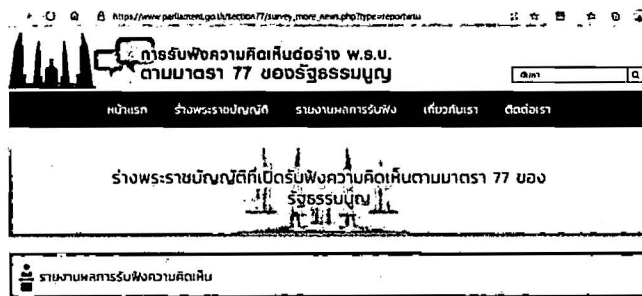 https://www.parliament.go.th/section77/survey_more_news.php?type=reportwru
การรับฟังความคิดเห็นต่อร่าง พ.ร.บ.
ตามมาตรา 77 ของรัฐธรรมนูญ
ค้นหา
หน้าแรก ร่างพระราชบัญญัติ รายงานผลการรับฟัง เกี่ยวกับเรา ติดต่อเรา
ร่างพระราชบัญญัติที่เปิดรับฟังความคิดเห็นตามมาตรา 77 ของ
รัฐธรรมนูญ
รายงานผลการรับฟังความคิดเห็น